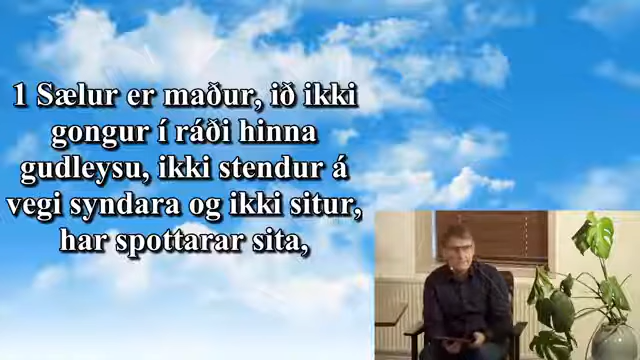 1 Sælur er maður, ið ikki
gongur í ráði hinna
gudleysu, ikki stendur á
vegi syndara og ikki situr,
har spottarar sita,